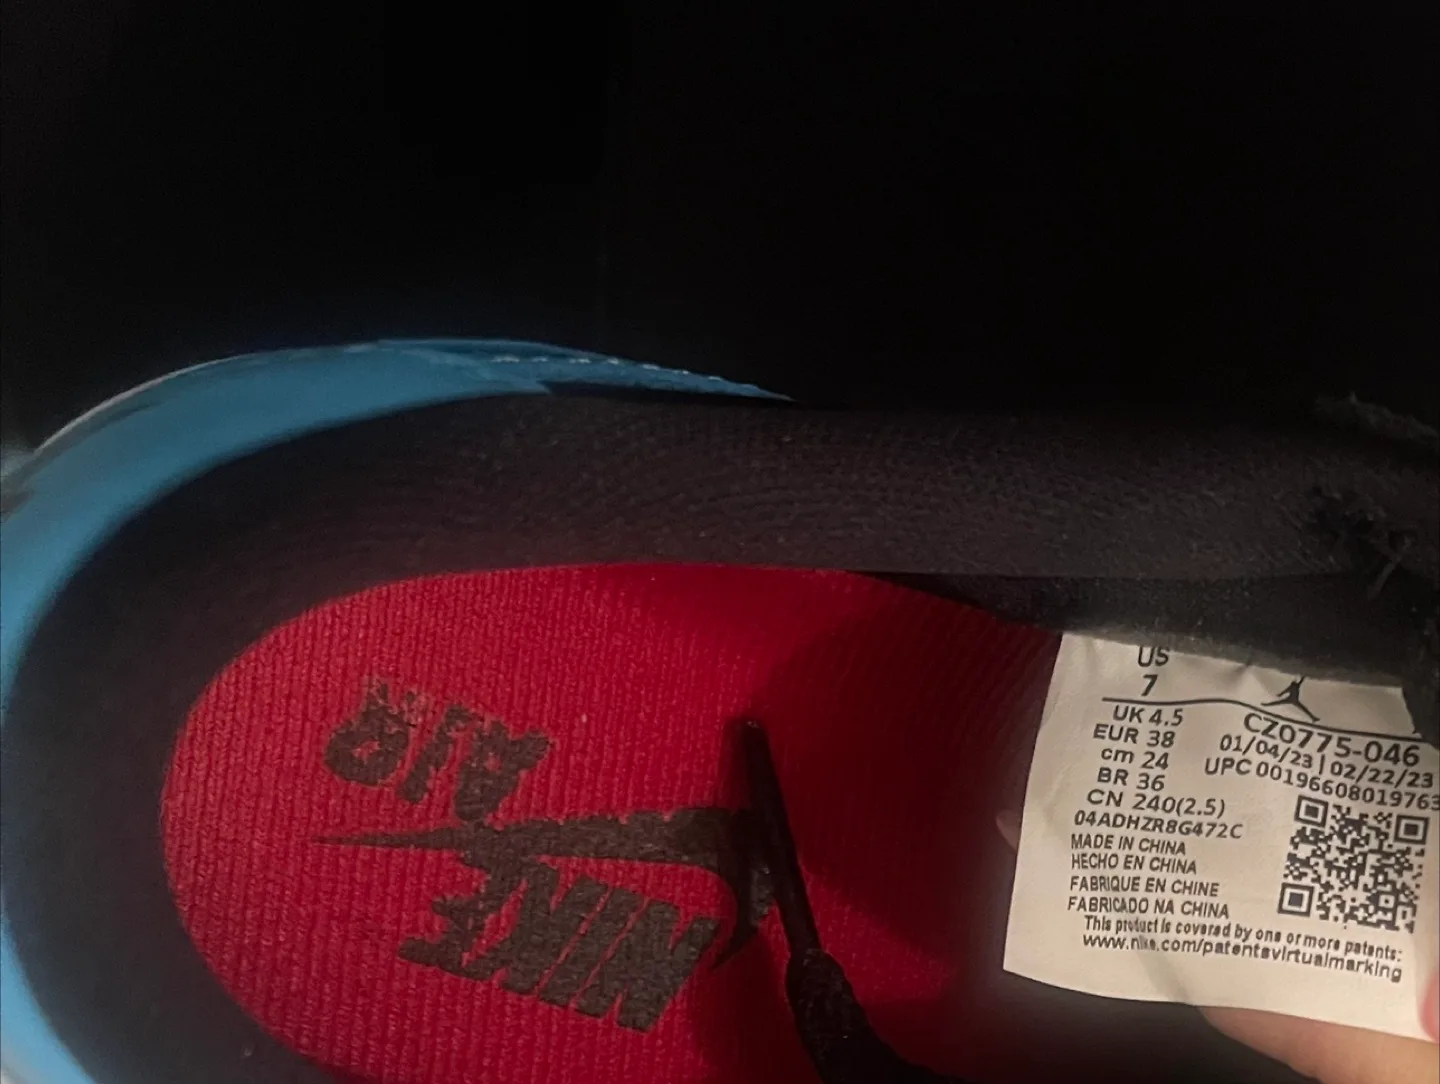 AIR
NIKE
US
7
UK 4.5
EUR 38
cm 24
BR 36
CN 240(2.5)
04ADHZR8G472C
CZ0775-046
01/04/23 | 02/22/23
UPC 00196608019763
MADE IN CHINA
HECHO EN CHINA
FABRIQUE EN CHINE
FABRICADO NA CHINA
This product is covered by one or more patents:
www.nike.com/patentsvirtualmarking